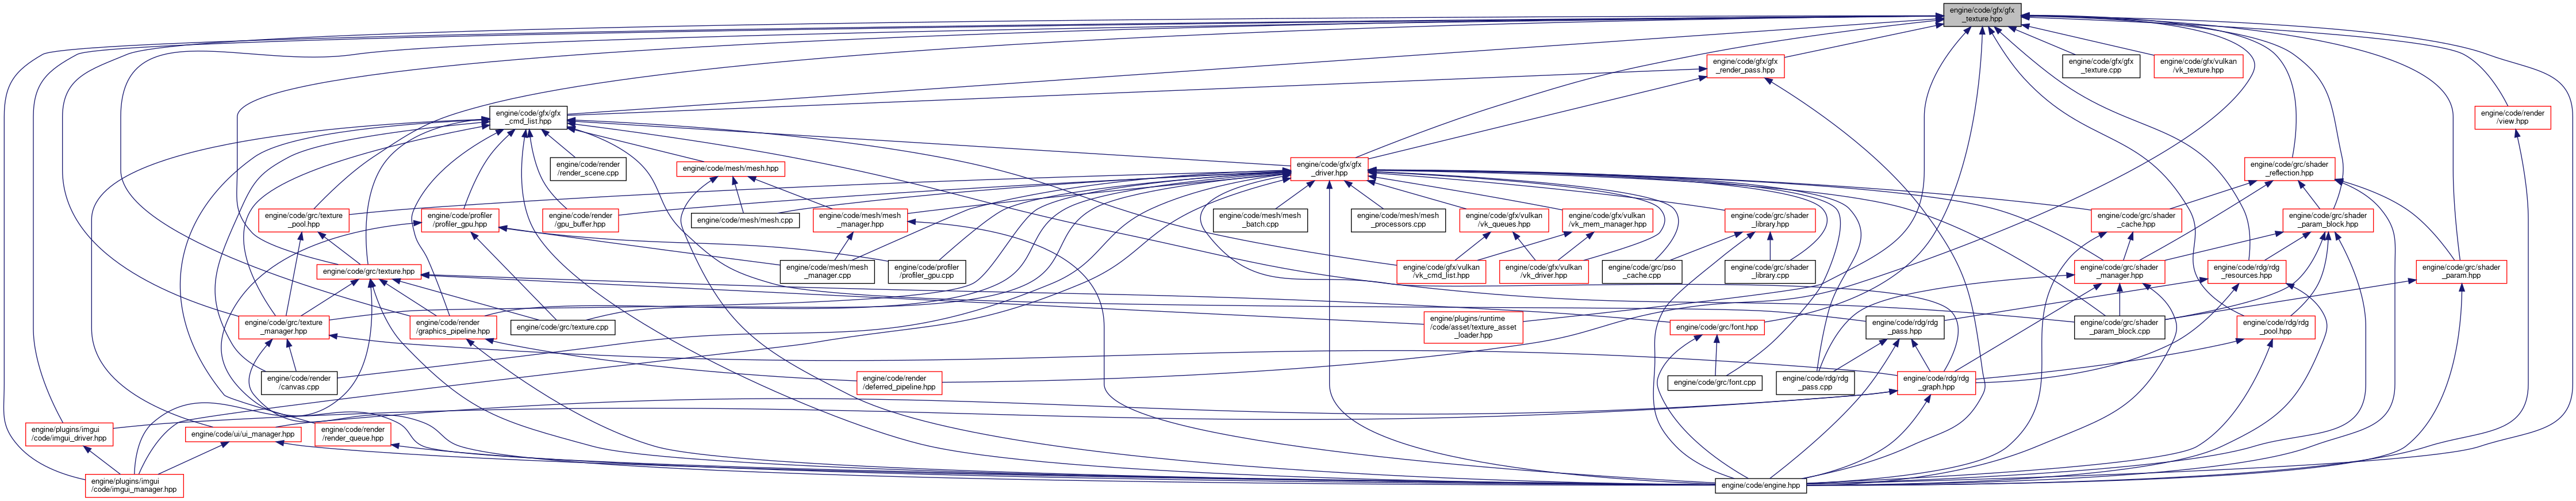 engine/code/gfx/gfx
_texture.hpp
engine/code/gfx/gfx
_render_pass.hpp
engine/code/gfx/gfx
_texture.cpp
engine/code/gfx/vulkan
/vk_texture.hpp
engine/code/gfx/gfx
_cmd_list.hpp
engine/code/render
/view.hpp
engine/code/render
/render_scene.cpp
engine/code/mesh/mesh.hpp
engine/code/gfx/gfx
_driver.hpp
engine/code/grc/shader
_reflection.hpp
engine/code/grc/texture
_pool.hpp
engine/code/profiler
/profiler_gpu.hpp
engine/code/render
/gpu_buffer.hpp
engine/code/mesh/mesh.cpp
engine/code/mesh/mesh
_manager.hpp
engine/code/mesh/mesh
_batch.cpp
engine/code/mesh/mesh
_processors.cpp
engine/code/gfx/vulkan
/vk_queues.hpp
engine/code/gfx/vulkan
/vk_mem_manager.hpp
engine/code/grc/shader
_library.hpp
engine/code/grc/shader
_cache.hpp
engine/code/grc/shader
_param_block.hpp
engine/code/grc/texture.hpp
engine/code/mesh/mesh
_manager.cpp
engine/code/profiler
/profiler_gpu.cpp
engine/code/gfx/vulkan
/vk_cmd_list.hpp
engine/code/gfx/vulkan
/vk_driver.hpp
engine/code/grc/pso
_cache.cpp
engine/code/grc/shader
_library.cpp
engine/code/grc/shader
_manager.hpp
engine/code/rdg/rdg
_resources.hpp
engine/code/grc/shader
_param.hpp
engine/code/grc/texture
_manager.hpp
engine/code/render
/graphics_pipeline.hpp
engine/code/grc/texture.cpp
engine/plugins/runtime
/code/asset/texture_asset
_loader.hpp
engine/code/grc/font.hpp
engine/code/rdg/rdg
_pass.hpp
engine/code/grc/shader
_param_block.cpp
engine/code/rdg/rdg
_pool.hpp
engine/code/render
/canvas.cpp
engine/code/render
/deferred_pipeline.hpp
engine/code/grc/font.cpp
engine/code/rdg/rdg
_pass.cpp
engine/code/rdg/rdg
_graph.hpp
engine/plugins/imgui
/code/imgui_driver.hpp
engine/code/ui/ui_manager.hpp
engine/code/render
/render_queue.hpp
engine/plugins/imgui
/code/imgui_manager.hpp
engine/code/engine.hpp